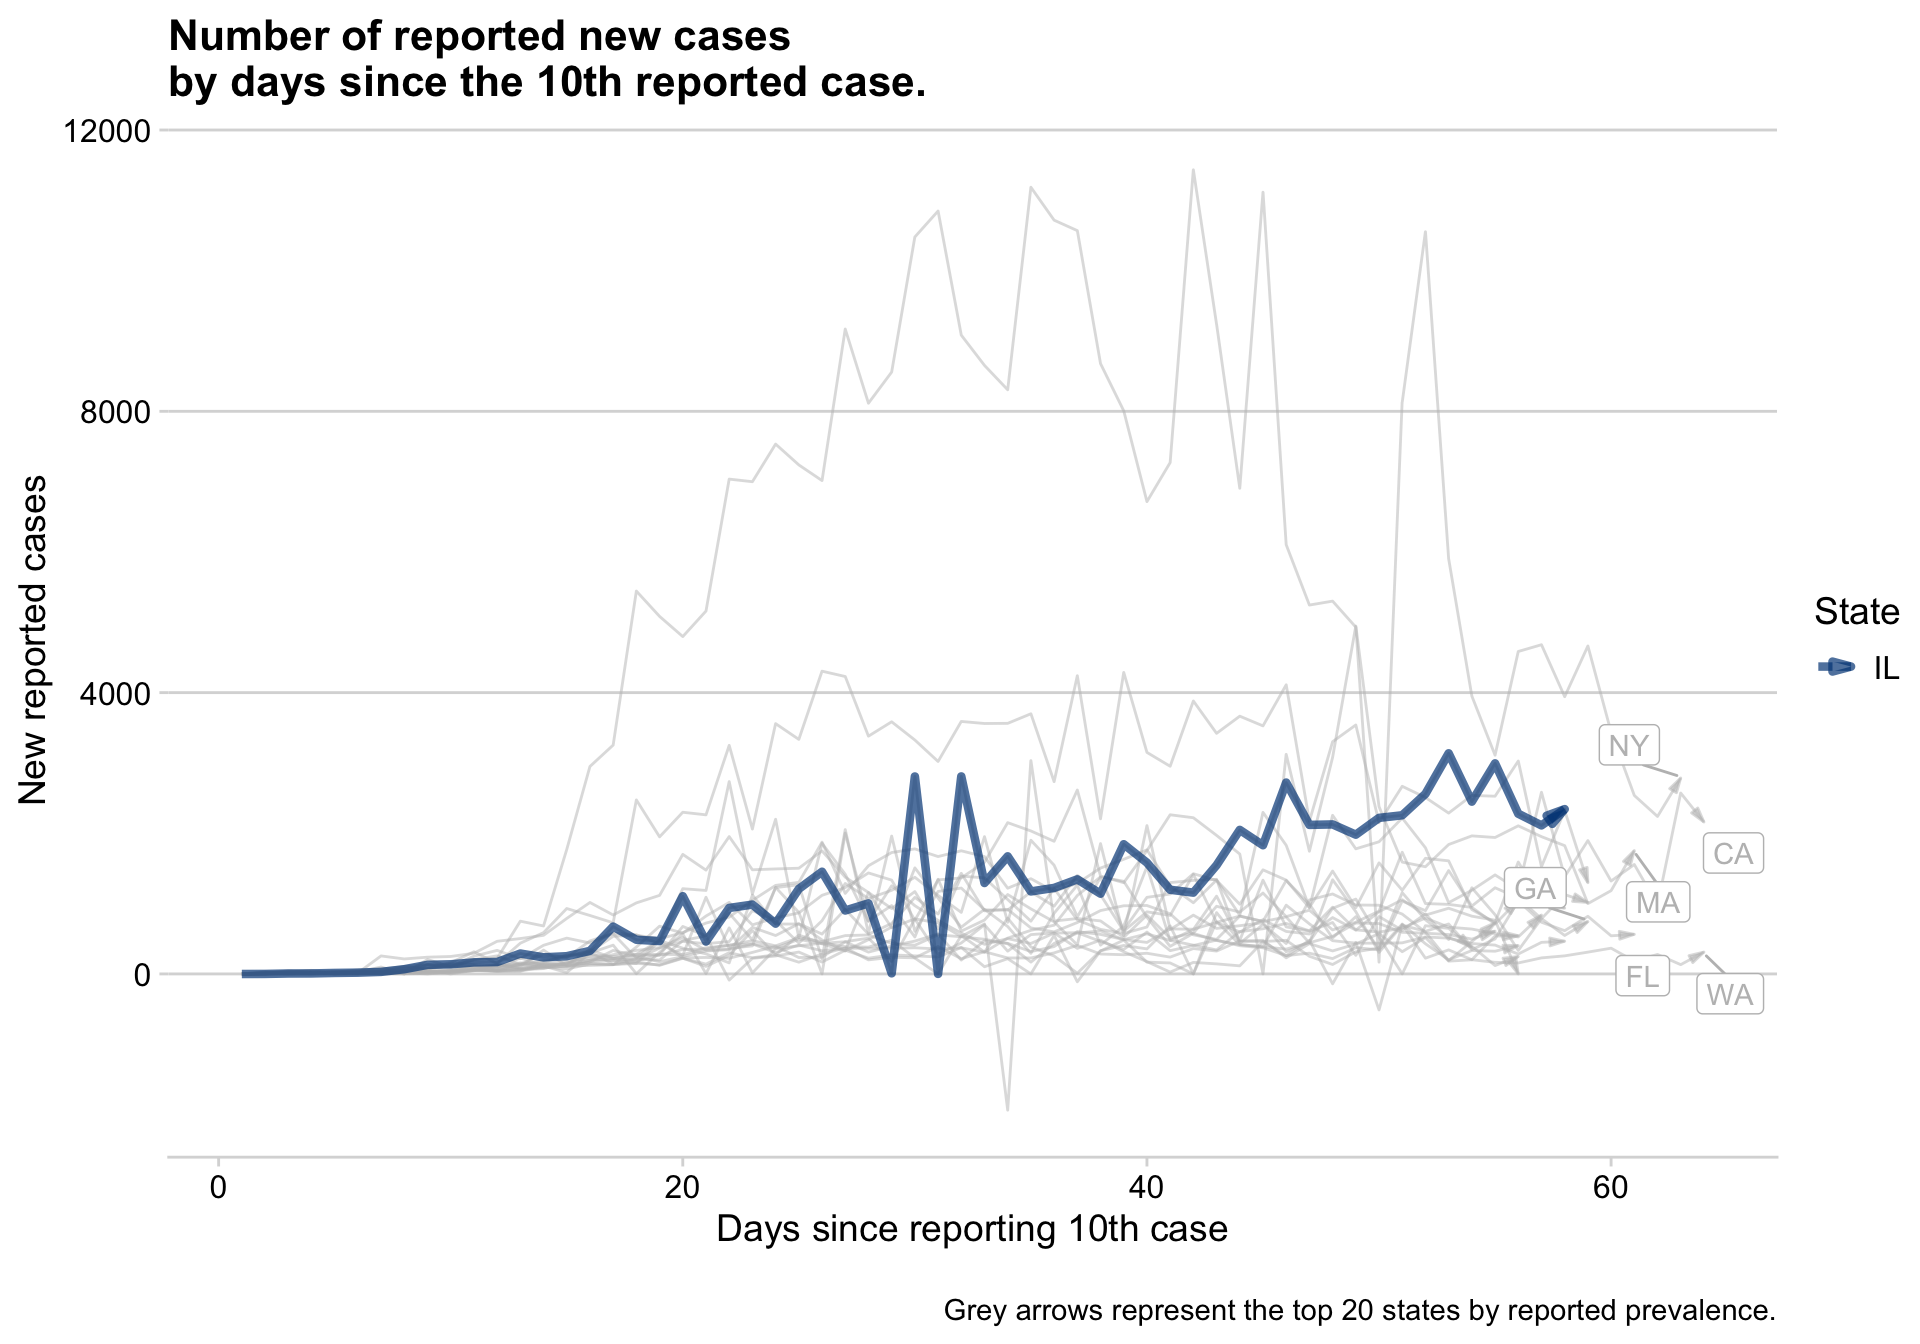 Number of reported new cases
by days since the 10th reported case.
12000
8000
4000
0
New reported cases
NY
CA
GA
MA
FL
WA
State
IL
0
20
40
60
Days since reporting 10th case
Grey arrows represent the top 20 states by reported prevalence.